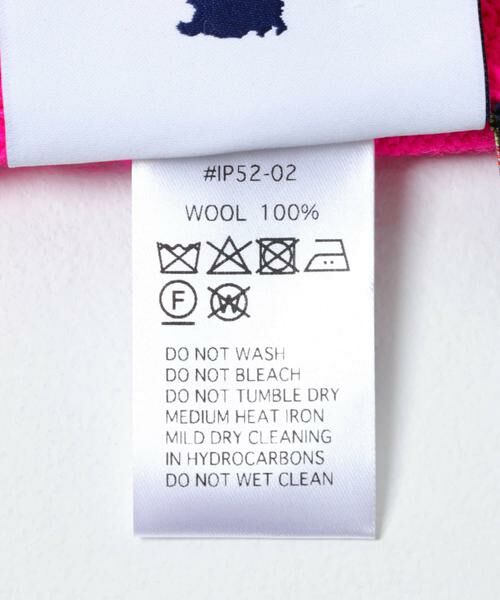 #IP52-02
WOOL 100%
F W
DO NOT WASH
DO NOT BLEACH
DO NOT TUMBLE DRY
MEDIUM HEAT IRON
MILD DRY CLEANING
IN HYDROCARBONS
DO NOT WET CLEAN